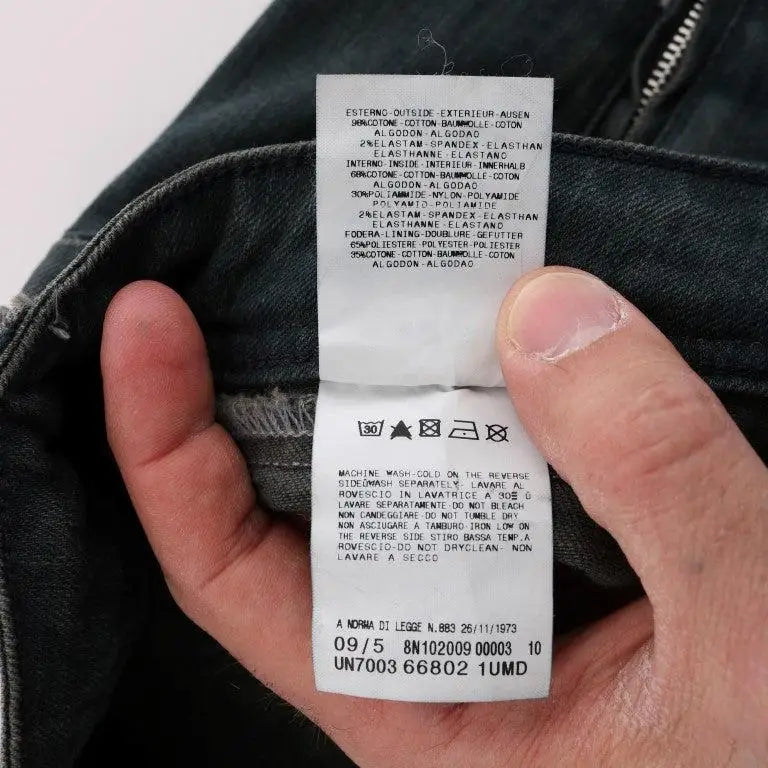 ESTERNO-OUTSIDE-EXTERIEUR-AUSEN
98%COTONE-COTTON-BAUMWOLLE-COTON
ALGODON-ALGODAO
2%ELASTAM-SPANDEX-ELASTHAN
ELASTHANNE-ELASTANO
INTERNO-INSIDE-INTERIEUR-INNERHALB
68%COTONE-COTTON-BAUMWOLLE-COTON
ALGODON-ALGODAO
30%POLIAMMIDE-NYLON-POLYAMIDE
POLYAMID-POLIAMIDE
2%ELASTAM-SPANDEX-ELASTHAN
ELASTHANNE-ELASTANO
FODERA-LINING-DOUBLURE-GEFUTTER
65%POLIESTERE-POLYESTER-POLIESTER
35%COTONE-COTTON-BAUMWOLLE-COTON
ALGODON-ALGODAO
30
MACHINE WASH-COLD ON THE REVERSE
SIDEÛWASH SEPARATELY- LAVARE AL
ROVESCIO IN LAVATRICE A 30Ξ Û
LAVARE SEPARATAMENTE-DO NOT BLEACH
NON CANDEGGIARE-DO NOT TUMBLE DRY
NON ASCIUGARE A TAMBURO-IRON LOW ON
THE REVERSE SIDE STIRO BASSA TEMP.A
ROVESCIO-DO NOT DRYCLEAN- NON
LAVARE A SECCO
A NORMA DI LEGGE N.883 26/11/1973
09/5 8N102009 00003 10
UN7003 66802 1UMD